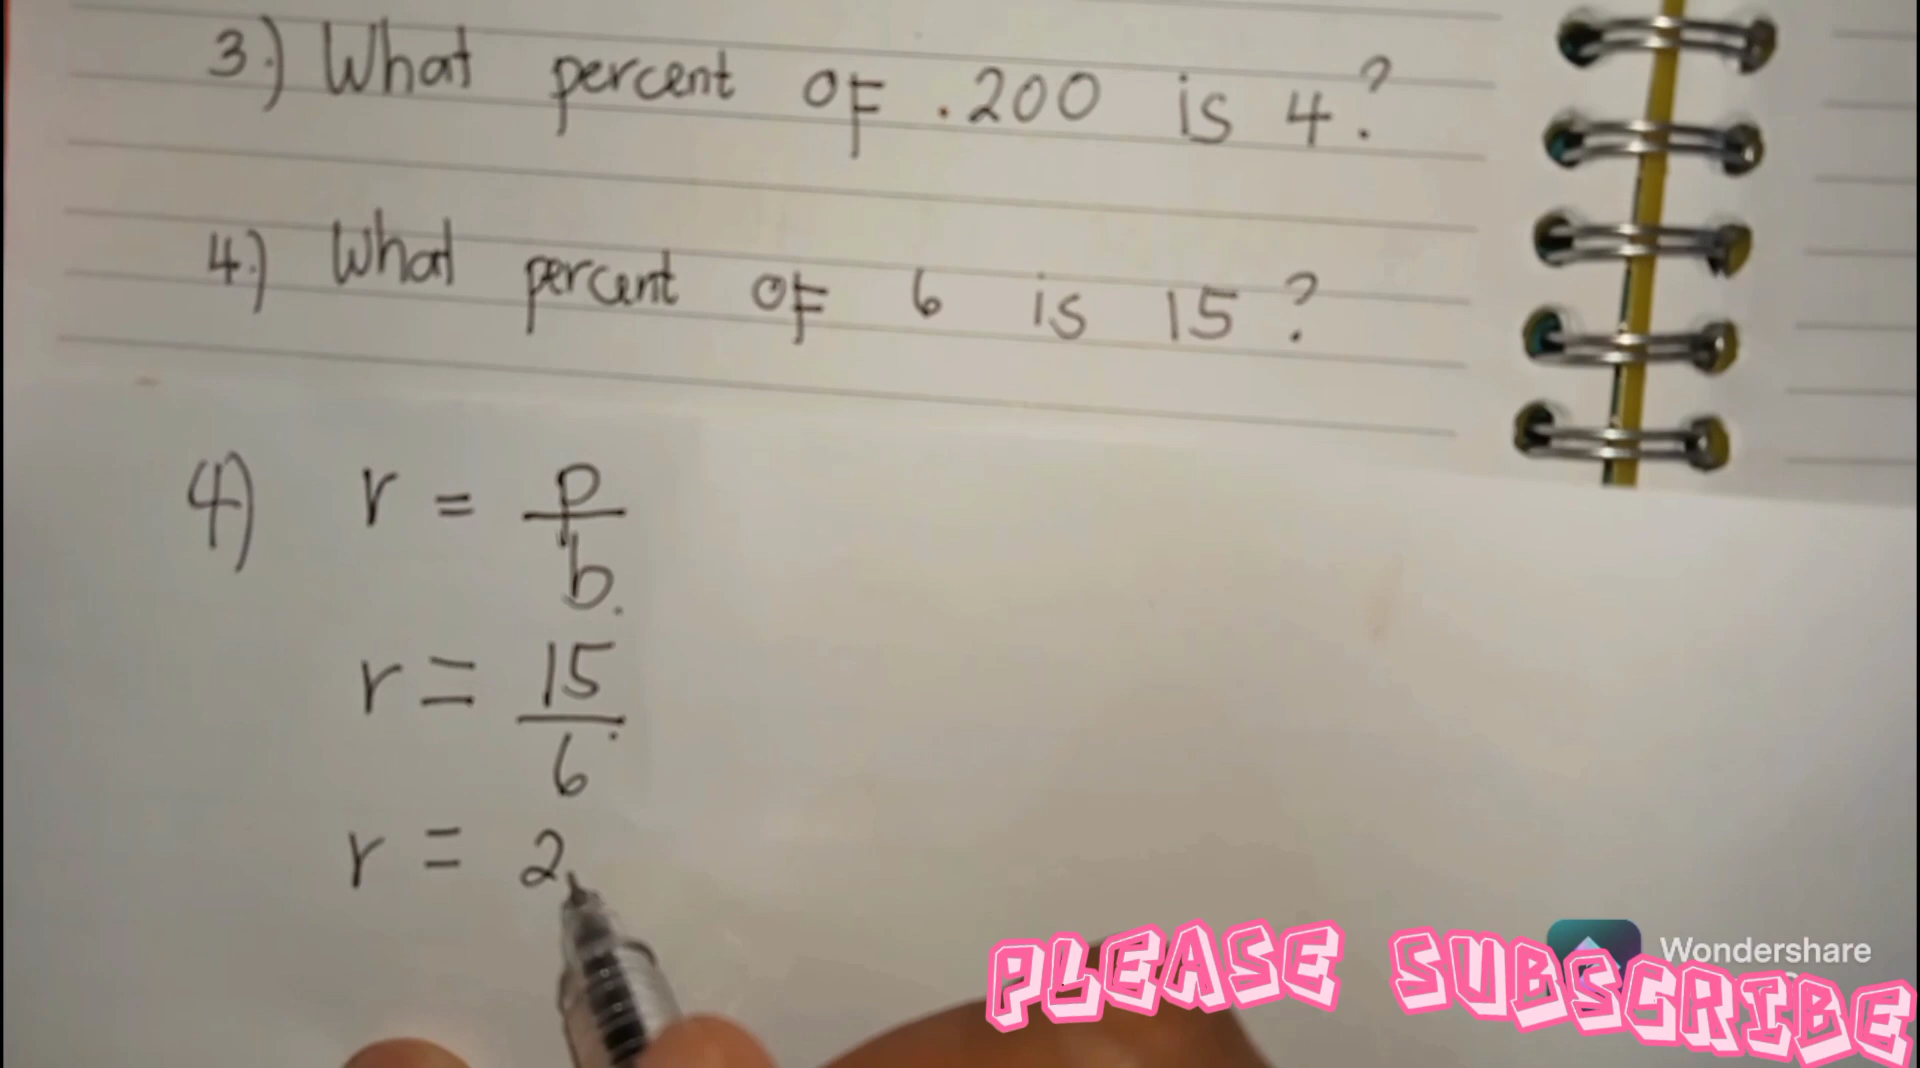 3.) What percent of .200 is 4?
4.) What percent of 6 is 15?
4) r = p/b.
r = 15/6
r = 2.
PLEASE SUBSCRIBE
Wondershare